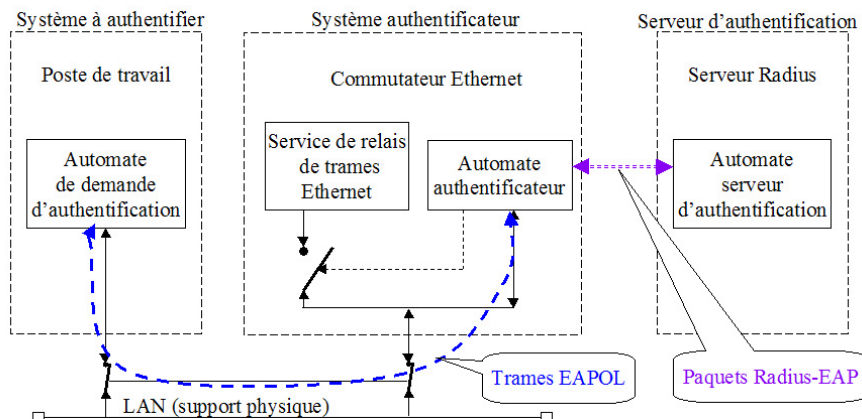 Système à authentifier
Système authentificateur
Serveur d'authentification
Poste de travail
Commutateur Ethernet
Serveur Radius
Automate
de demande
d'authentification
Service de relais
de trames
Ethernet
Automate
authentificateur
Automate
serveur
d'authentification
Trames EAPOL
Paquets Radius-EAP
LAN (support physique)